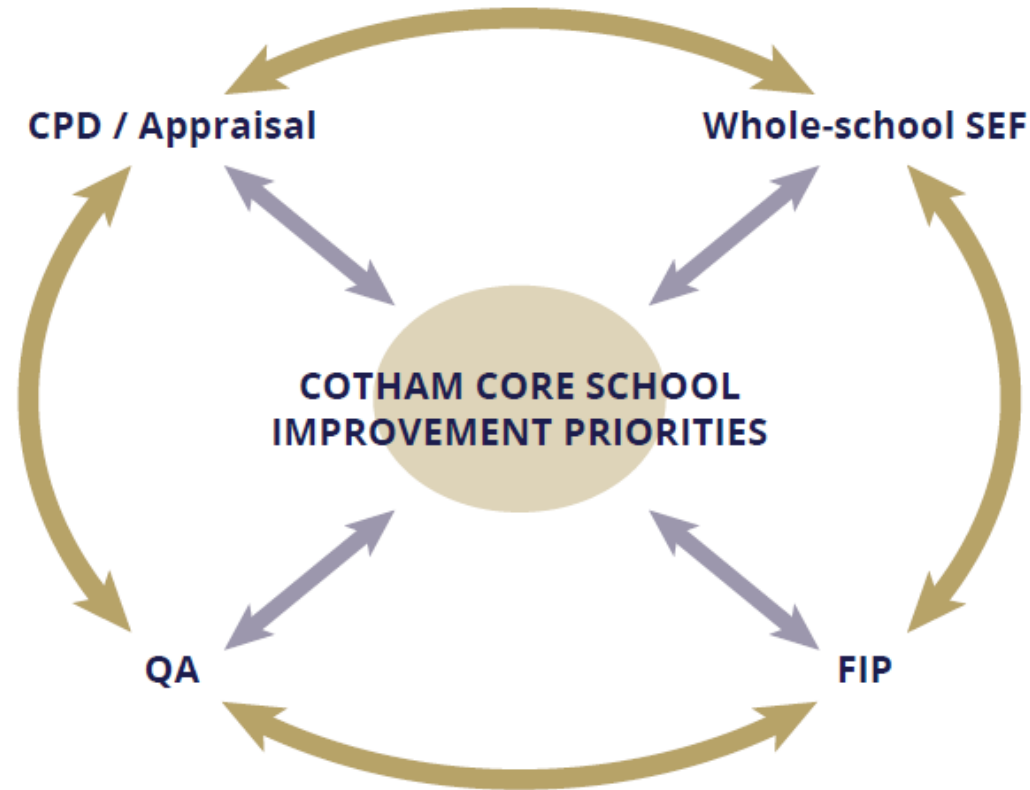 CPD / Appraisal
Whole-school SEF
COTHAM CORE SCHOOL
IMPROVEMENT PRIORITIES
QA
FIP